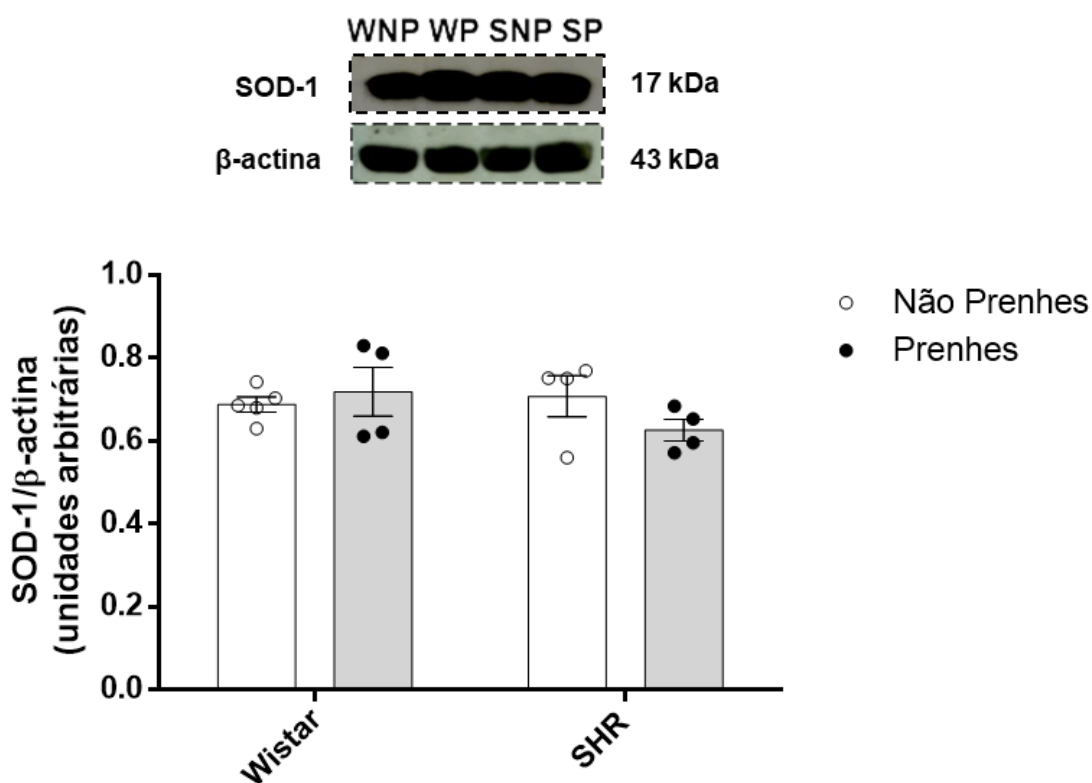 WNP WP SNP SP
SOD-1 17 kDa
β-actina 43 kDa
SOD-1/β-actina
(unidades arbitrárias)
1.0
0.8
0.6
0.4
0.2
0.0
Wistar
SHR
Não Prenhes
Prenhes